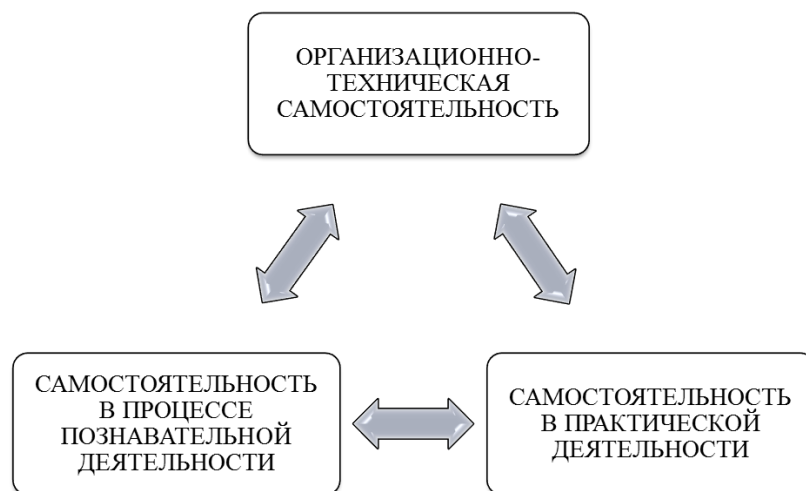 ОРГАНИЗАЦИОННО-
ТЕХНИЧЕСКАЯ
САМОСТОЯТЕЛЬНОСТЬ
САМОСТОЯТЕЛЬНОСТЬ
В ПРОЦЕССЕ
ПОЗНАВАТЕЛЬНОЙ
ДЕЯТЕЛЬНОСТИ
САМОСТОЯТЕЛЬНОСТЬ
В ПРАКТИЧЕСКОЙ
ДЕЯТЕЛЬНОСТИ